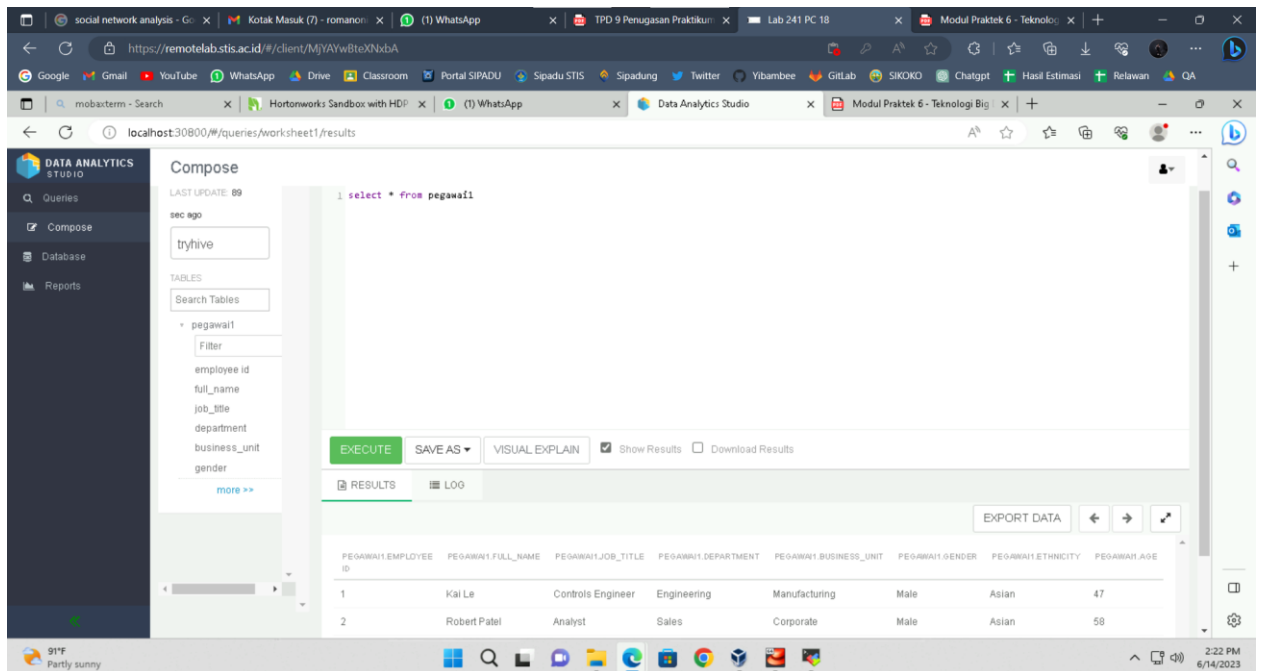 social network analysis - Go
Kotak Masuk (7) - romanoni
(1) WhatsApp
TPD 9 Penugasan Praktikum
Lab 241 PC 18
Modul Praktek 6 - Teknolog
https://remotelab.stis.ac.id/#/client/MjYAYwBteXNxbA
Google
Gmail
YouTube
WhatsApp
Drive
Classroom
Portal SIPADU
Sipadu STIS
Sipadung
Twitter
Yibambee
GitLab
SIKOKO
Chatgpt
Hasil Estimasi
Relawan
QA
mobaxterm - Search
Hortonworks Sandbox with HDP
(1) WhatsApp
Data Analytics Studio
Modul Praktek 6 - Teknologi Big
localhost:30800/#/queries/worksheet1/results
DATA ANALYTICS
STUDIO
Queries
Compose
Database
Reports
Compose
LAST UPDATE 89
sec ago
tryhive
TABLES
Search Tables
pegawai1
Filter
employee id
full_name
job_title
department
business_unit
gender
more >>
1 select * from pegawai1
EXECUTE SAVE AS VISUAL EXPLAIN Show Results Download Results
RESULTS LOG
EXPORT DATA
PEGAWAI1.EMPLOYEE ID PEGAWAI1.FULL_NAME PEGAWAI1.JOB_TITLE PEGAWAI1.DEPARTMENT PEGAWAI1.BUSINESS_UNIT PEGAWAI1.GENDER PEGAWAI1.ETHNICITY PEGAWAI1.AGE
1 Kai Le Controls Engineer Engineering Manufacturing Male Asian 47
2 Robert Patel Analyst Sales Corporate Male Asian 58
91°F
Partly sunny
2:22 PM
6/14/2023